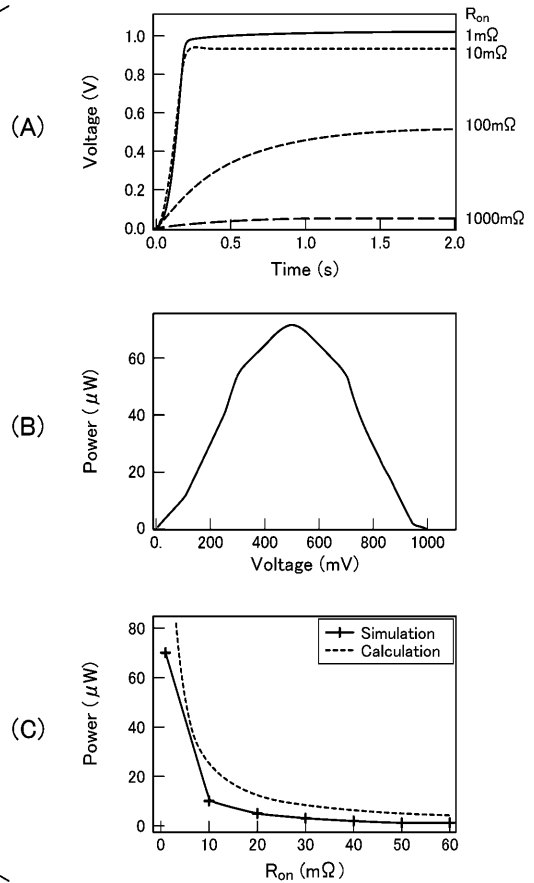 (A)
Voltage (V)
1.0
0.8
0.6
0.4
0.2
0.0
0.0 0.5 1.0 1.5 2.0
Time (s)
R_on
1mΩ
10mΩ
100mΩ
1000mΩ
(B)
Power (μW)
60
40
20
0
0. 200 400 600 800 1000
Voltage (mV)
(C)
Power (μW)
80
60
40
20
0
0 10 20 30 40 50 60
R_on (mΩ)
Simulation
Calculation